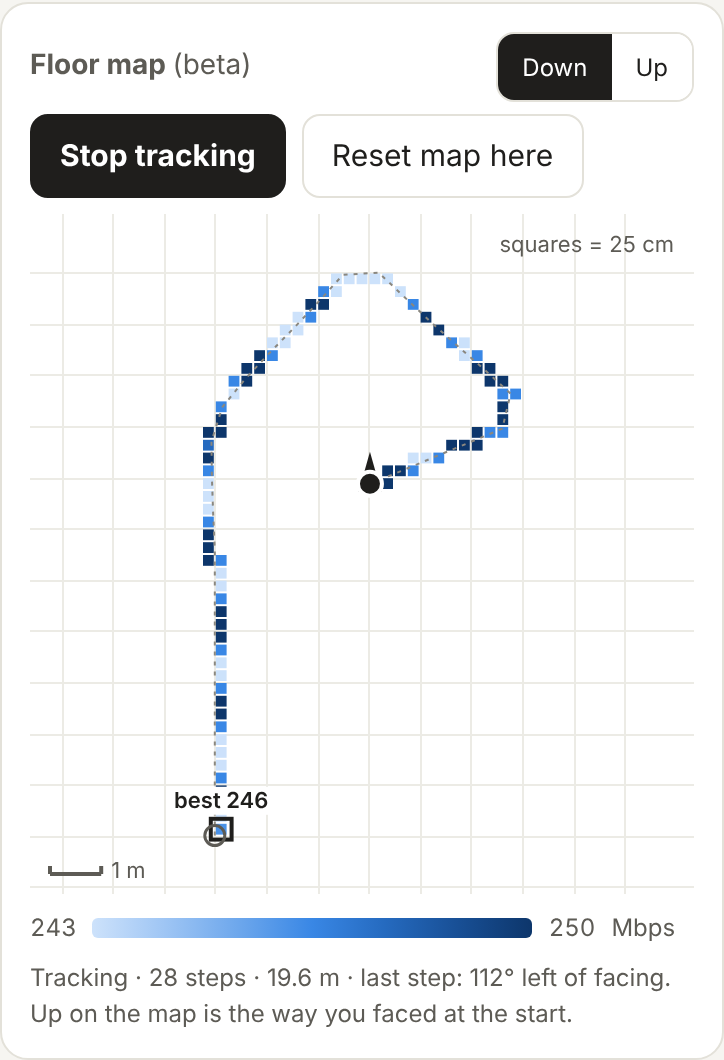 Floor map (beta)
Down Up
Stop tracking Reset map here
squares = 25 cm
best 246
1 m
243 250 Mbps
Tracking · 28 steps · 19.6 m · last step: 112° left of facing.
Up on the map is the way you faced at the start.